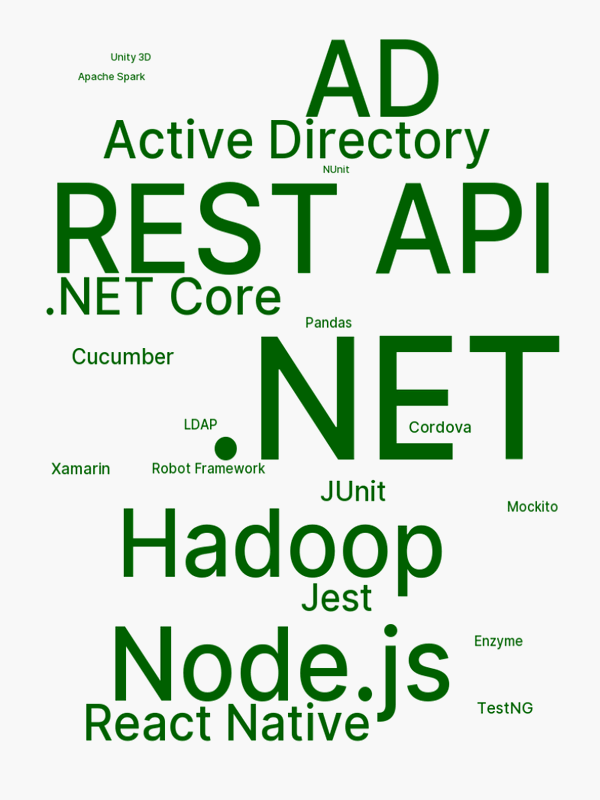 Unity 3D
Apache Spark
AD
Active Directory
NUnit
REST API
.NET Core
Pandas
Cucumber
.NET
LDAP
Cordova
Xamarin
Robot Framework
JUnit
Mockito
Hadoop
Jest
Node.js
Enzyme
React Native
TestNG